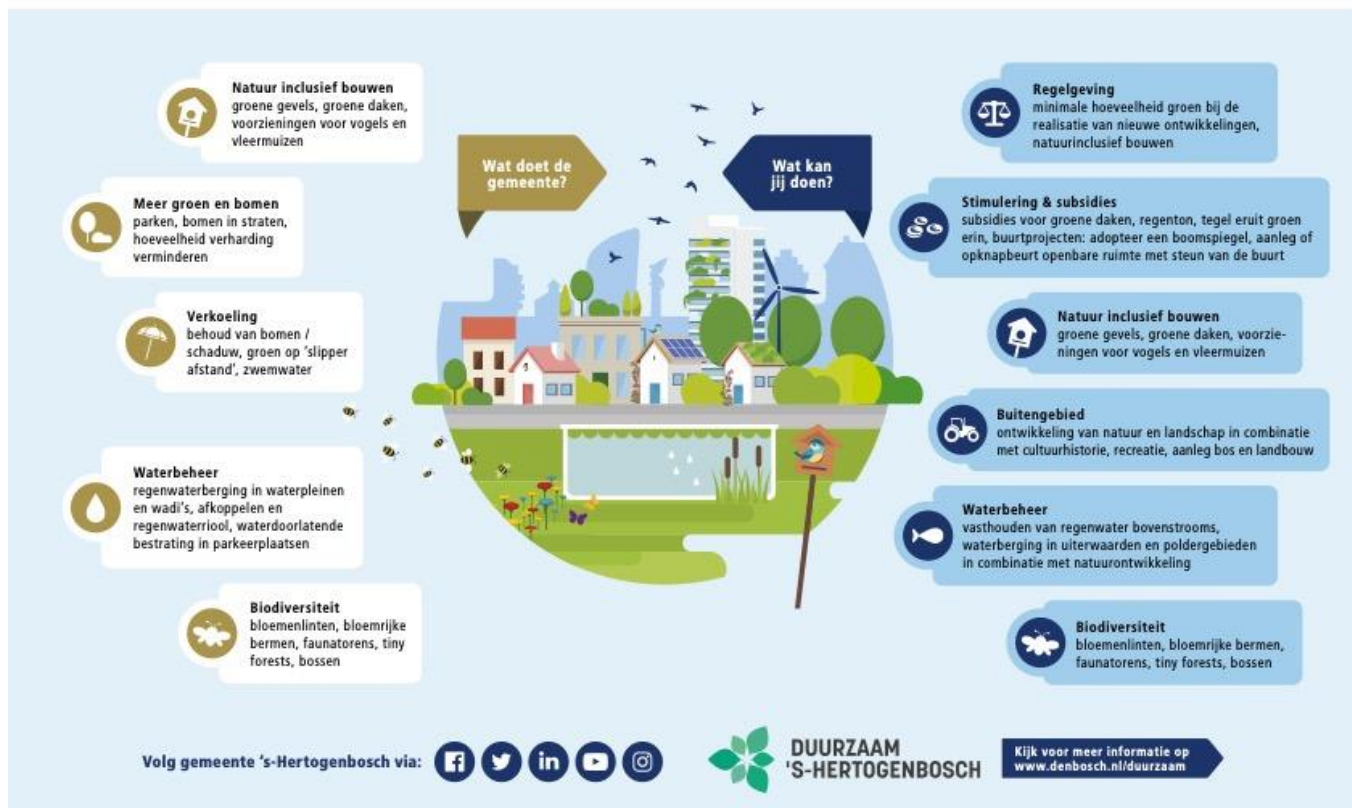 Wat doet de
gemeente?
Natuur inclusief bouwen
groene gevels, groene daken,
voorzieningen voor vogels en
vleermuizen
Meer groen en bomen
parken, bomen in straten,
hoeveelheid verharding
verminderen
Verkoeling
behoud van bomen /
schaduw, groen op ‘slipper
afstand’, zwemwater
Waterbeheer
regenwaterberging in waterpleinen
en wadi’s, afkoppelen en
regenwaterriool, waterdoorlatende
bestrating in parkeerplaatsen
Biodiversiteit
bloemenlinten, bloemrijke
bermen, faunatorens, tiny
forests, bossen
Wat kan
jij doen?
Regelgeving
minimale hoeveelheid groen bij de
realisatie van nieuwe ontwikkelingen,
natuurinclusief bouwen
Stimulering & subsidies
subsidies voor groene daken, regenton, tegel eruit groen
erin, buurtprojecten: adopteer een boomspiegel, aanleg of
opknapbeurt openbare ruimte met steun van de buurt
Natuur inclusief bouwen
groene gevels, groene daken, voorzie-
ningen voor vogels en vleermuizen
Buitengebied
ontwikkeling van natuur en landschap in combinatie
met cultuurhistorie, recreatie, aanleg bos en landbouw
Waterbeheer
vasthouden van regenwater bovenstrooms,
waterberging in uiterwaarden en poldergebieden
in combinatie met natuurontwikkeling
Biodiversiteit
bloemenlinten, bloemrijke bermen,
faunatorens, tiny forests, bossen
Volg gemeente ‘s-Hertogenbosch via:
DUURZAAM
'S-HERTOGENBOSCH
Kijk voor meer informatie op
www.denbosch.nl/duurzaam